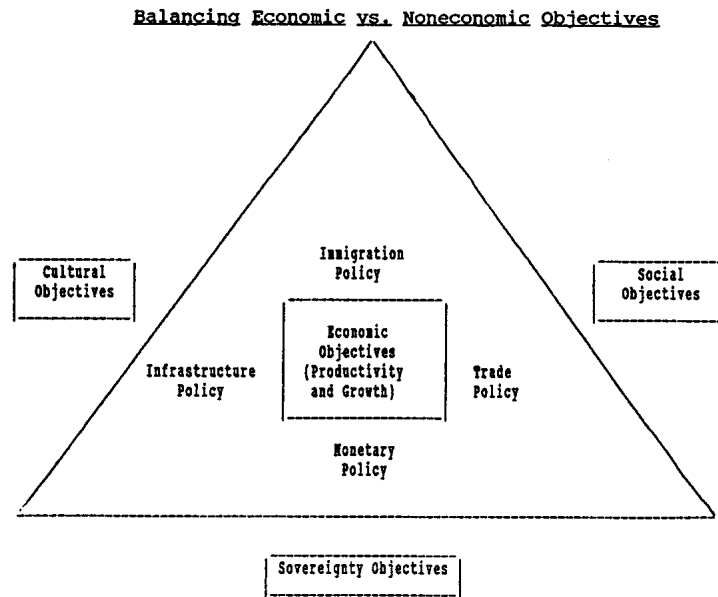 Balancing Economic vs. Noneconomic Objectives
Immigration
Policy
Cultural
Objectives
Social
Objectives
Economic
Objectives
(Productivity
and Growth)
Infrastructure
Policy
Trade
Policy
Monetary
Policy
Sovereignty Objectives